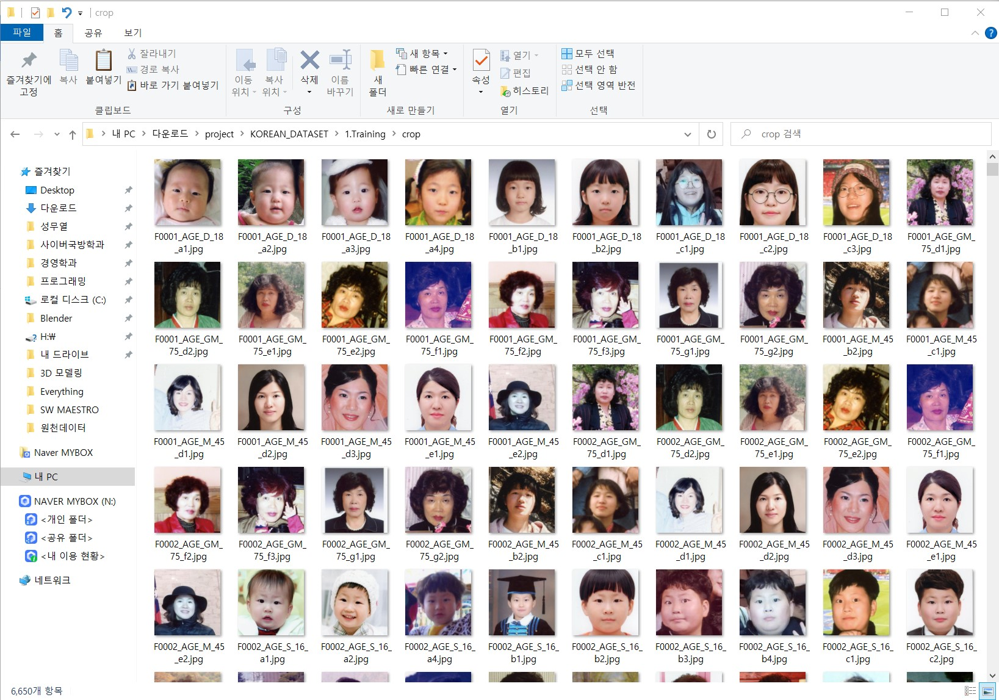 crop
파일 홈 공유 보기
즐겨찾기에 고정
복사
붙여넣기
잘라내기
경로 복사
바로 가기 붙여넣기
클립보드
이동 위치
복사 위치
삭제
이름 바꾸기
구성
새 폴더
새 항목
빠른 연결
새로 만들기
속성
열기
편집
히스토리
열기
모두 선택
선택 안 함
선택 영역 반전
선택
내 PC > 다운로드 > project > KOREAN_DATASET > 1.Training > crop
crop 검색
즐겨찾기
Desktop
다운로드
성무열
사이버국방학과
경영학과
프로그래밍
로컬 디스크 (C:)
Blender
H:₩
내 드라이브
3D 모델링
Everything
SW MAESTRO
원천데이터
Naver MYBOX
내 PC
NAVER MYBOX (N:)
<개인 폴더>
<공유 폴더>
<내 이용 현황>
네트워크
F0001_AGE_D_18_a1.jpg
F0001_AGE_D_18_a2.jpg
F0001_AGE_D_18_a3.jpg
F0001_AGE_D_18_a4.jpg
F0001_AGE_D_18_b1.jpg
F0001_AGE_D_18_b2.jpg
F0001_AGE_D_18_c1.jpg
F0001_AGE_D_18_c2.jpg
F0001_AGE_D_18_c3.jpg
F0001_AGE_GM_75_d1.jpg
F0001_AGE_GM_75_d2.jpg
F0001_AGE_GM_75_e1.jpg
F0001_AGE_GM_75_e2.jpg
F0001_AGE_GM_75_f1.jpg
F0001_AGE_GM_75_f2.jpg
F0001_AGE_GM_75_f3.jpg
F0001_AGE_GM_75_g1.jpg
F0001_AGE_GM_75_g2.jpg
F0001_AGE_M_45_b2.jpg
F0001_AGE_M_45_c1.jpg
F0001_AGE_M_45_d1.jpg
F0001_AGE_M_45_d2.jpg
F0001_AGE_M_45_d3.jpg
F0001_AGE_M_45_e1.jpg
F0001_AGE_M_45_e2.jpg
F0002_AGE_GM_75_d1.jpg
F0002_AGE_GM_75_d2.jpg
F0002_AGE_GM_75_e1.jpg
F0002_AGE_GM_75_e2.jpg
F0002_AGE_GM_75_f1.jpg
F0002_AGE_GM_75_f2.jpg
F0002_AGE_GM_75_f3.jpg
F0002_AGE_GM_75_g1.jpg
F0002_AGE_GM_75_g2.jpg
F0002_AGE_M_45_b2.jpg
F0002_AGE_M_45_c1.jpg
F0002_AGE_M_45_d1.jpg
F0002_AGE_M_45_d2.jpg
F0002_AGE_M_45_d3.jpg
F0002_AGE_M_45_e1.jpg
F0002_AGE_M_45_e2.jpg
F0002_AGE_S_16_a1.jpg
F0002_AGE_S_16_a2.jpg
F0002_AGE_S_16_a4.jpg
F0002_AGE_S_16_b1.jpg
F0002_AGE_S_16_b2.jpg
F0002_AGE_S_16_b3.jpg
F0002_AGE_S_16_b4.jpg
F0002_AGE_S_16_c1.jpg
F0002_AGE_S_16_c2.jpg
6,650개 항목